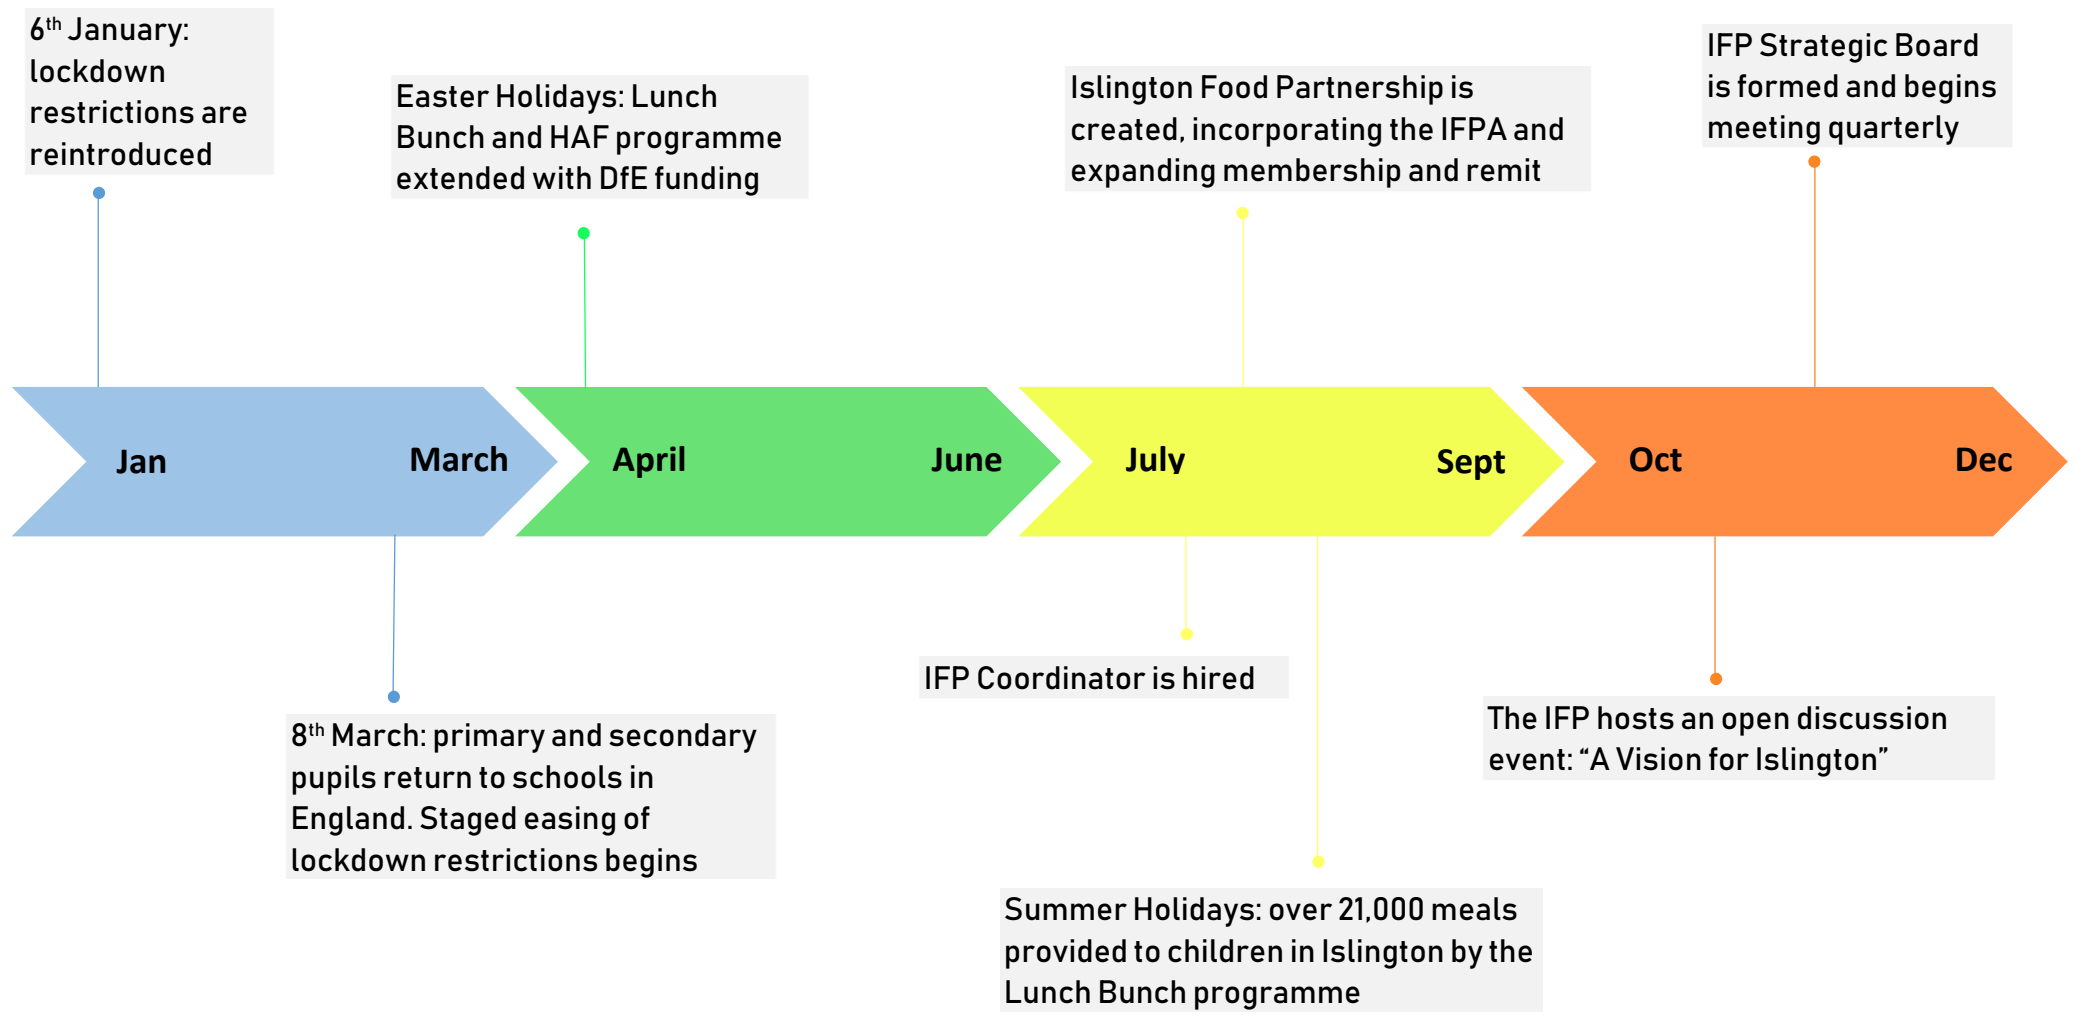 6th January:
lockdown
restrictions are
reintroduced
Easter Holidays: Lunch
Bunch and HAF programme
extended with DfE funding
Islington Food Partnership is
created, incorporating the IFPA and
expanding membership and remit
IFP Strategic Board
is formed and begins
meeting quarterly
Jan
March
April
June
July
Sept
Oct
Dec
8th March: primary and secondary
pupils return to schools in
England. Staged easing of
lockdown restrictions begins
IFP Coordinator is hired
Summer Holidays: over 21,000 meals
provided to children in Islington by the
Lunch Bunch programme
The IFP hosts an open discussion
event: “A Vision for Islington”